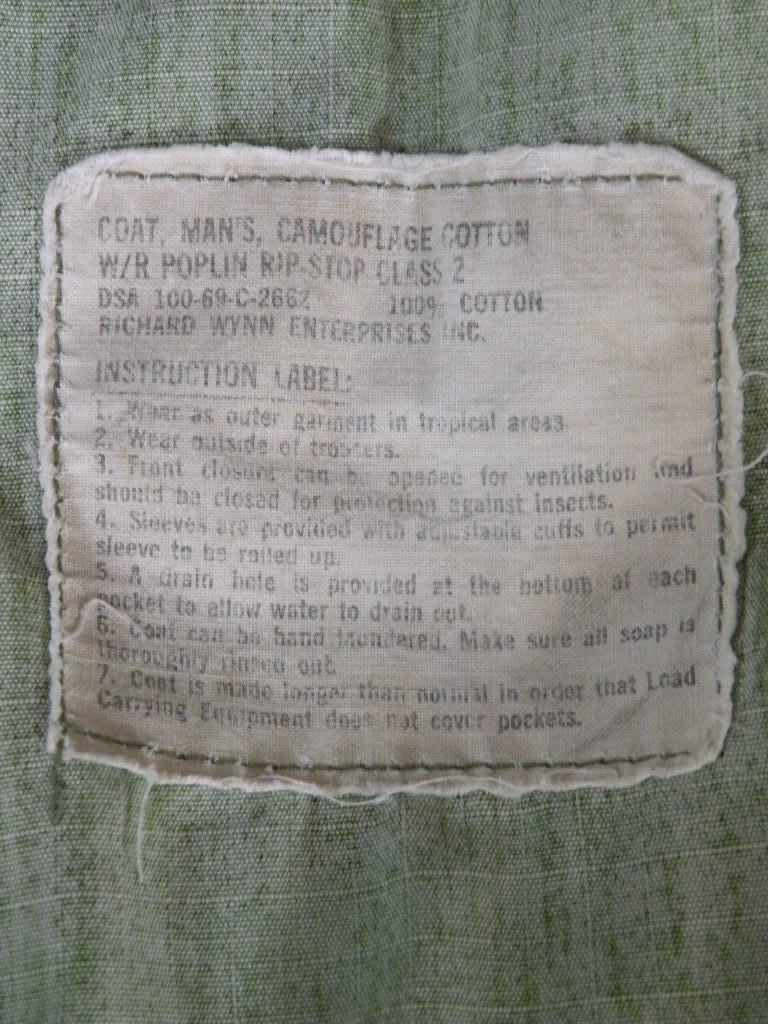 COAT, MAN'S, CAMOUFLAGE COTTON
W/R POPLIN RIP-STOP CLASS 2
DSA 100-69-C-2662 100% COTTON
RICHARD WYNN ENTERPRISES INC.
INSTRUCTION LABEL:
1. Wear as outer garment in tropical areas
2. Wear outside of trousers.
3. Front closure can be opened for ventilation and
should be closed for protection against insects.
4. Sleeves are provided with adjustable cuffs to permit
sleeve to be rolled up.
5. A drain hole is provided at the bottom of each
pocket to allow water to drain out.
6. Coat can be hand laundered. Make sure all soap is
thoroughly rinsed out.
7. Coat is made longer than normal in order that Load
Carrying Equipment does not cover pockets.